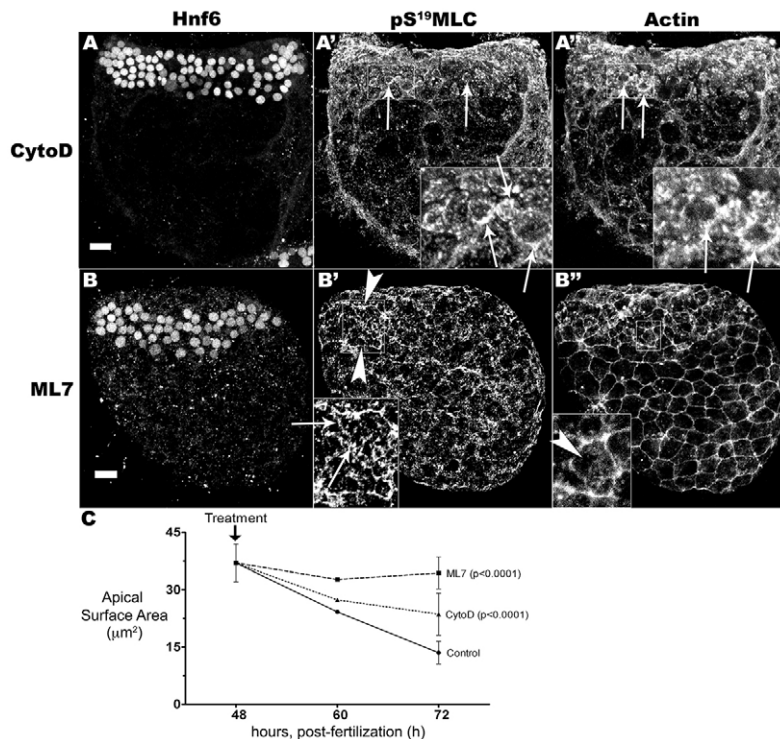 Hnf6 pS¹⁹MLC Actin
CytoD
A A' A''
ML7
B B' B''
C
Treatment
Apical
Surface Area
(μm²)
45
30
15
0
ML7 (p<0.0001)
CytoD (p<0.0001)
Control
48 60 72
hours, post-fertilization (h)